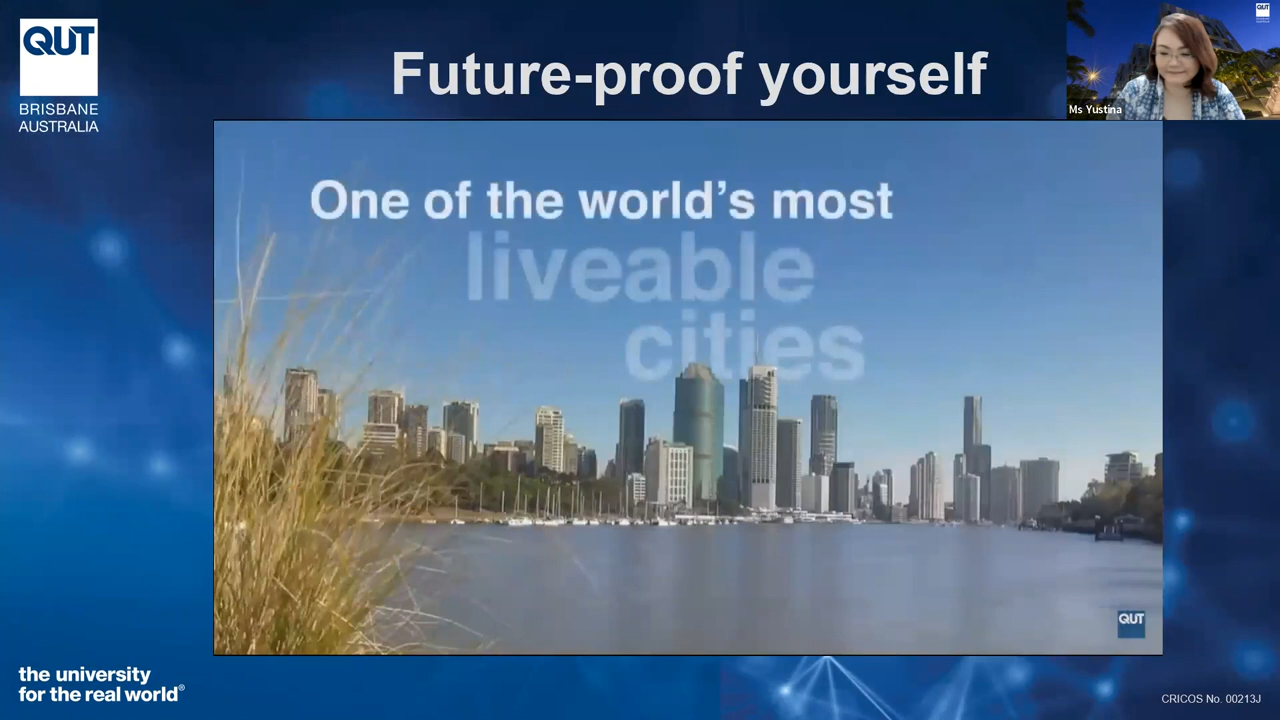 QUT
BRISBANE
AUSTRALIA
Future-proof yourself
QUT
Ms Yustina
One of the world's most
liveable
cities
QUT
the university
for the real world®
CRICOS No. 00213J